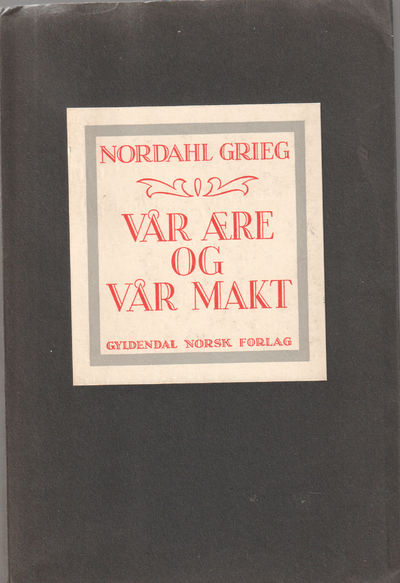 NORDAHL GRIEG
VÅR ÆRE
OG
VÅR MAKT
GYLDENDAL NORSK FORLAG